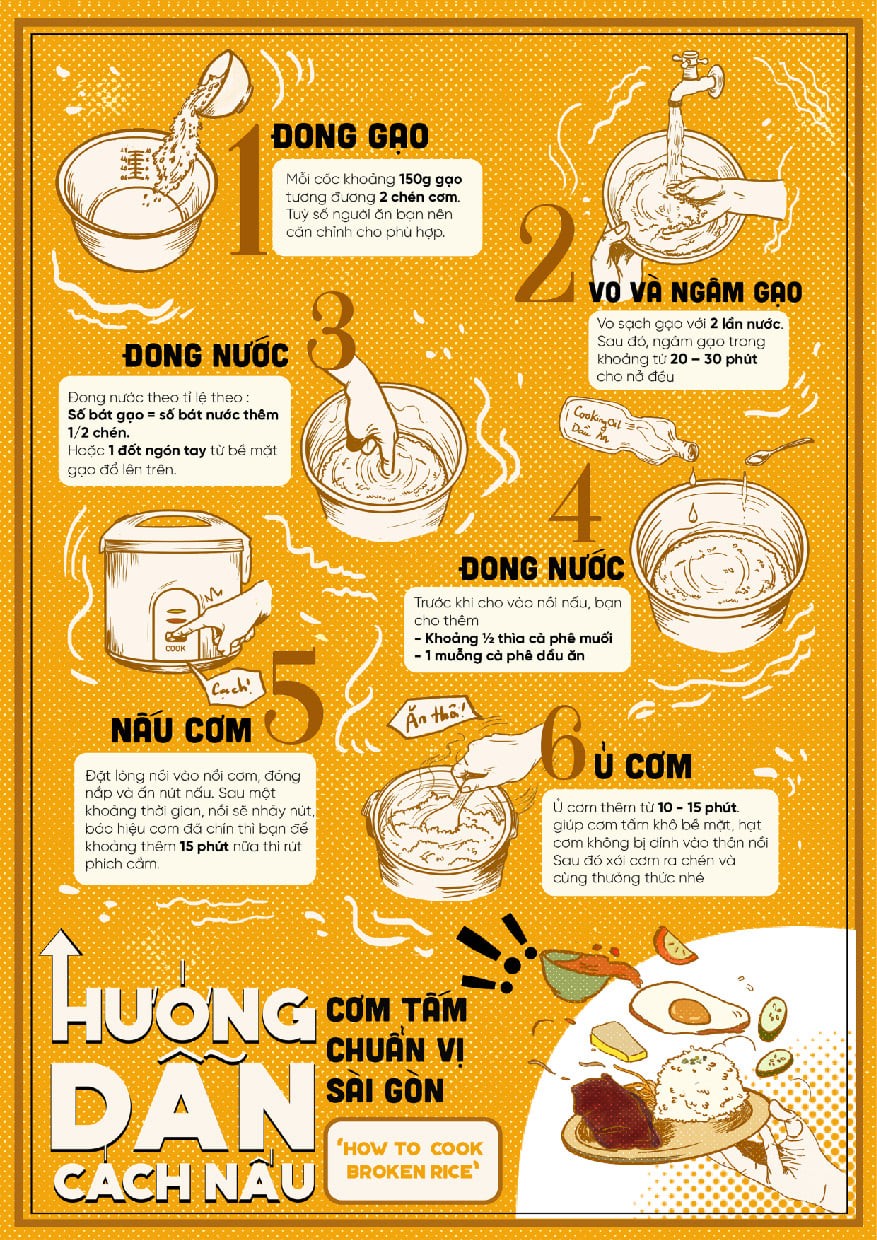 1
ĐONG GẠO
Mỗi cốc khoảng 150g gạo
tương đương 2 chén cơm.
Tuỳ số người ăn bạn nên
cân chỉnh cho phù hợp.
2
VO VÀ NGÂM GẠO
Vo sạch gạo với 2 lần nước.
Sau đó, ngâm gạo trong
khoảng từ 20 – 30 phút
cho nở đều
3
ĐONG NƯỚC
Đong nước theo tỉ lệ theo :
Số bát gạo = số bát nước thêm
1/2 chén.
Hoặc 1 đốt ngón tay từ bề mặt
gạo đổ lên trên.
Cooking Oil
Dầu Ăn
4
ĐONG NƯỚC
Trước khi cho vào nồi nấu, bạn
cho thêm
- Khoảng ½ thìa cà phê muối
- 1 muỗng cà phê dầu ăn
COOK
Cạch!
5
NẤU CƠM
Đặt lòng nồi vào nồi cơm, đóng
nắp và ấn nút nấu. Sau một
khoảng thời gian, nồi sẽ nhảy nút,
báo hiệu cơm đã chín thì bạn để
khoảng thêm 15 phút nữa thì rút
phích cắm.
Ăn thôi!
6
Ủ CƠM
Ủ cơm thêm từ 10 - 15 phút.
giúp cơm tấm khô bề mặt, hạt
cơm không bị dính vào thân nồi
Sau đó xới cơm ra chén và
cùng thưởng thức nhé
HƯỚNG
DẪN
CÁCH NẤU
CƠM TẤM
CHUẨN VỊ
SÀI GÒN
‘HOW TO COOK
BROKEN RICE’